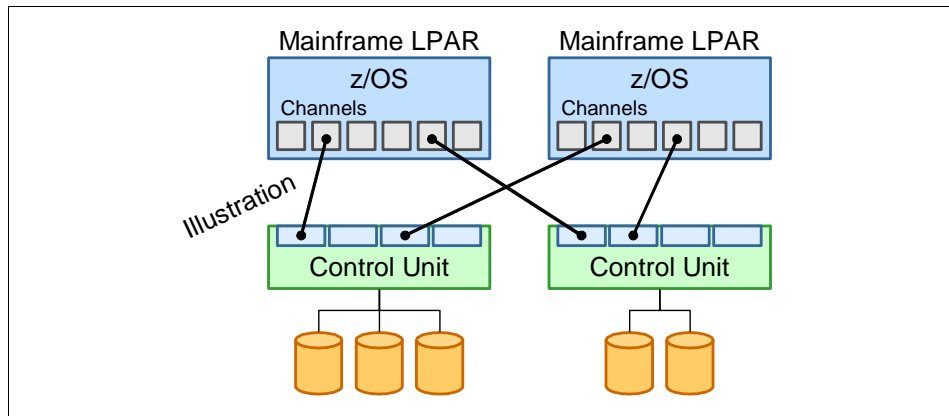 Mainframe LPAR
Mainframe LPAR
z/OS
z/OS
Channels
Channels
Illustration
Control Unit
Control Unit